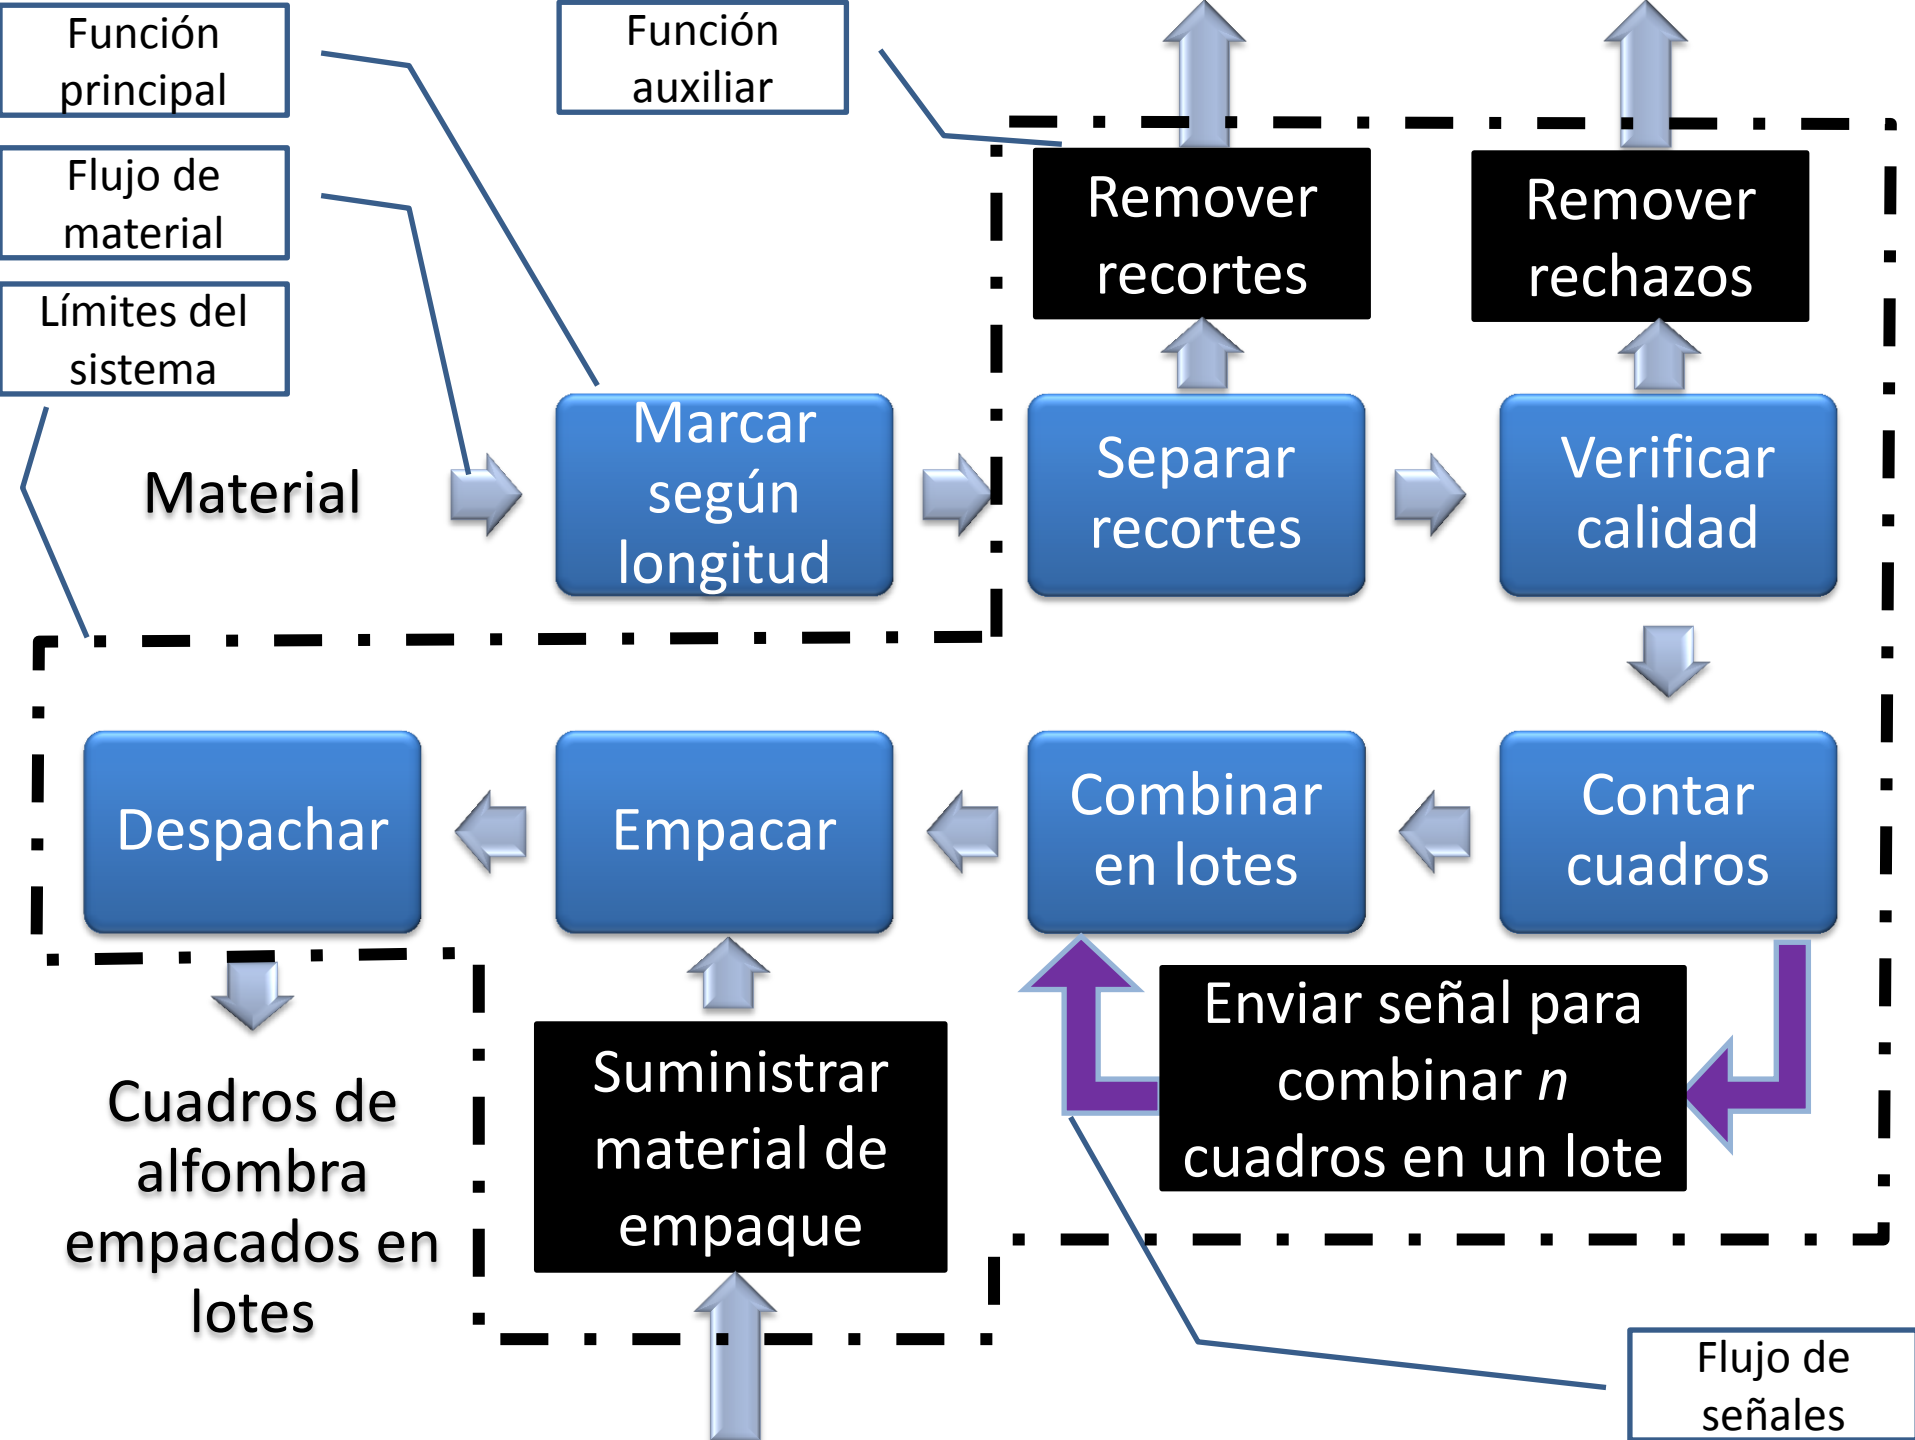 Función
principal
Función
auxiliar
Flujo de
material
Límites del
sistema
Remover
recortes
Remover
rechazos
Material
Marcar
según
longitud
Separar
recortes
Verificar
calidad
Despachar
Empacar
Combinar
en lotes
Contar
cuadros
Enviar señal para
combinar n
cuadros en un lote
Suministrar
material de
empaque
Cuadros de
alfombra
empacados en
lotes
Flujo de
señales